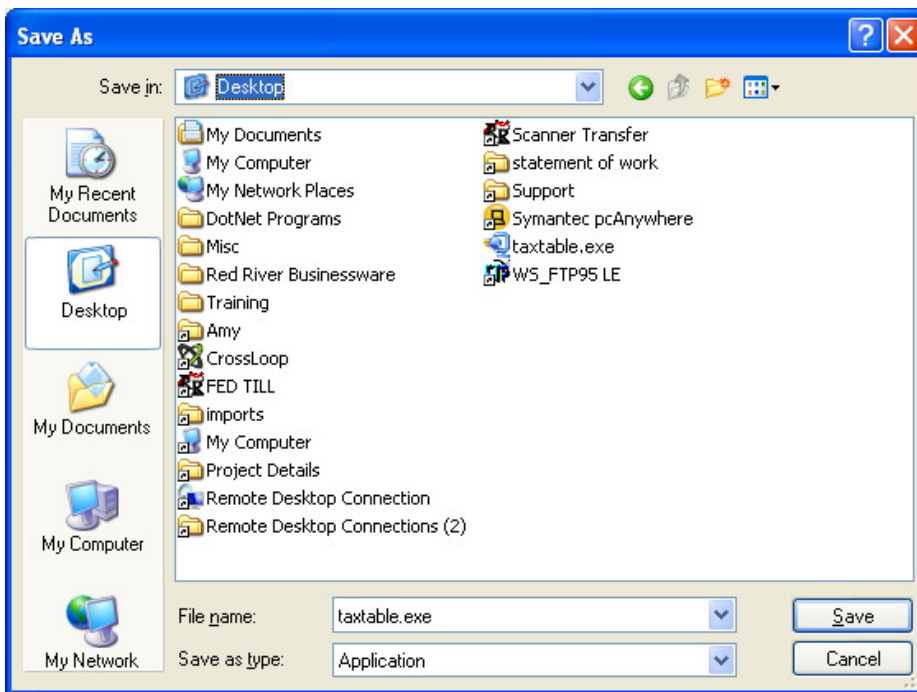 Save As
Save in:
Desktop
My Recent
Documents
Desktop
My Documents
My Computer
My Network
My Documents
My Computer
My Network Places
DotNet Programs
Misc
Red River Businessware
Training
Amy
CrossLoop
FED TILL
imports
My Computer
Project Details
Remote Desktop Connection
Remote Desktop Connections (2)
Scanner Transfer
statement of work
Support
Symantec pcAnywhere
taxtable.exe
WS_FTP95 LE
File name:
taxtable.exe
Save
Save as type:
Application
Cancel